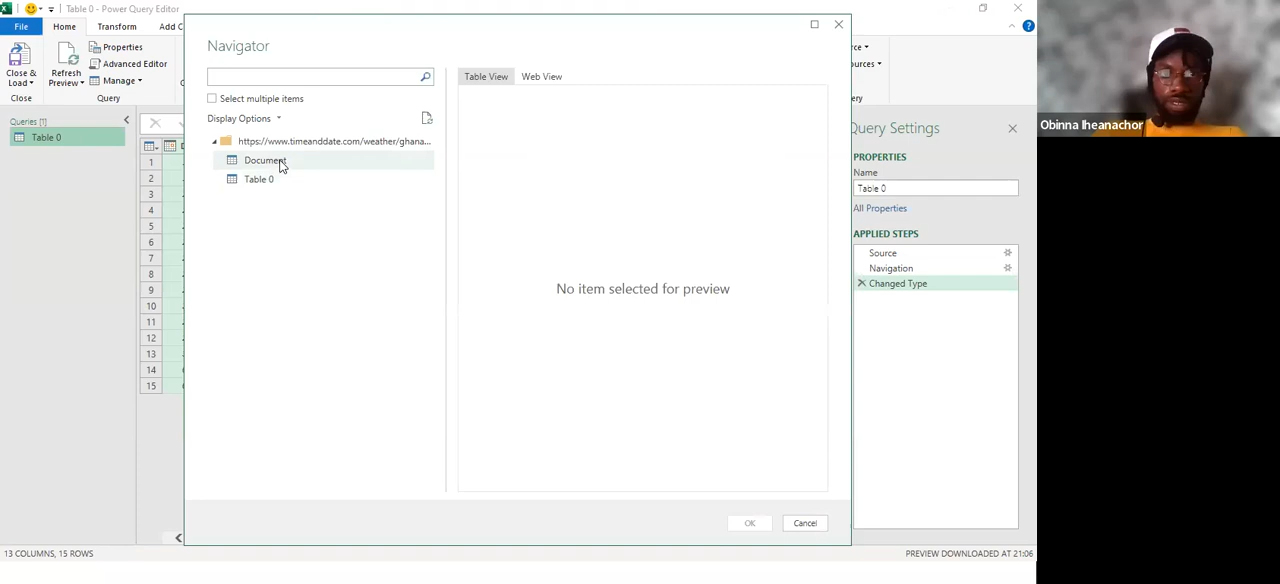 Table 0 - Power Query Editor
File
Home
Transform
Close &
Load
Close
Refresh
Preview
Properties
Advanced Editor
Manage
Query
Queries [1]
Table 0
1
2
3
4
5
6
7
8
9
10
11
12
13
14
15
Navigator
Select multiple items
Display Options
https://www.timeanddate.com/weather/ghana...
Document
Table 0
Table View
Web View
No item selected for preview
OK
Cancel
Query Settings
PROPERTIES
Name
Table 0
All Properties
APPLIED STEPS
Source
Navigation
Changed Type
13 COLUMNS, 15 ROWS
PREVIEW DOWNLOADED AT 21:06
Obinna Iheanachor